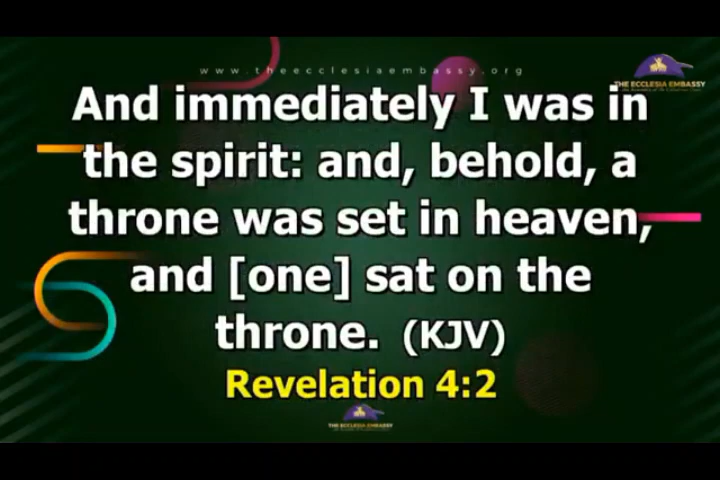 www.theecclesiaembassy.org
THE ECCLESIA EMBASSY
And immediately I was in
the spirit: and, behold, a
throne was set in heaven,
and [one] sat on the
throne. (KJV)
Revelation 4:2
THE ECCLESIA EMBASSY